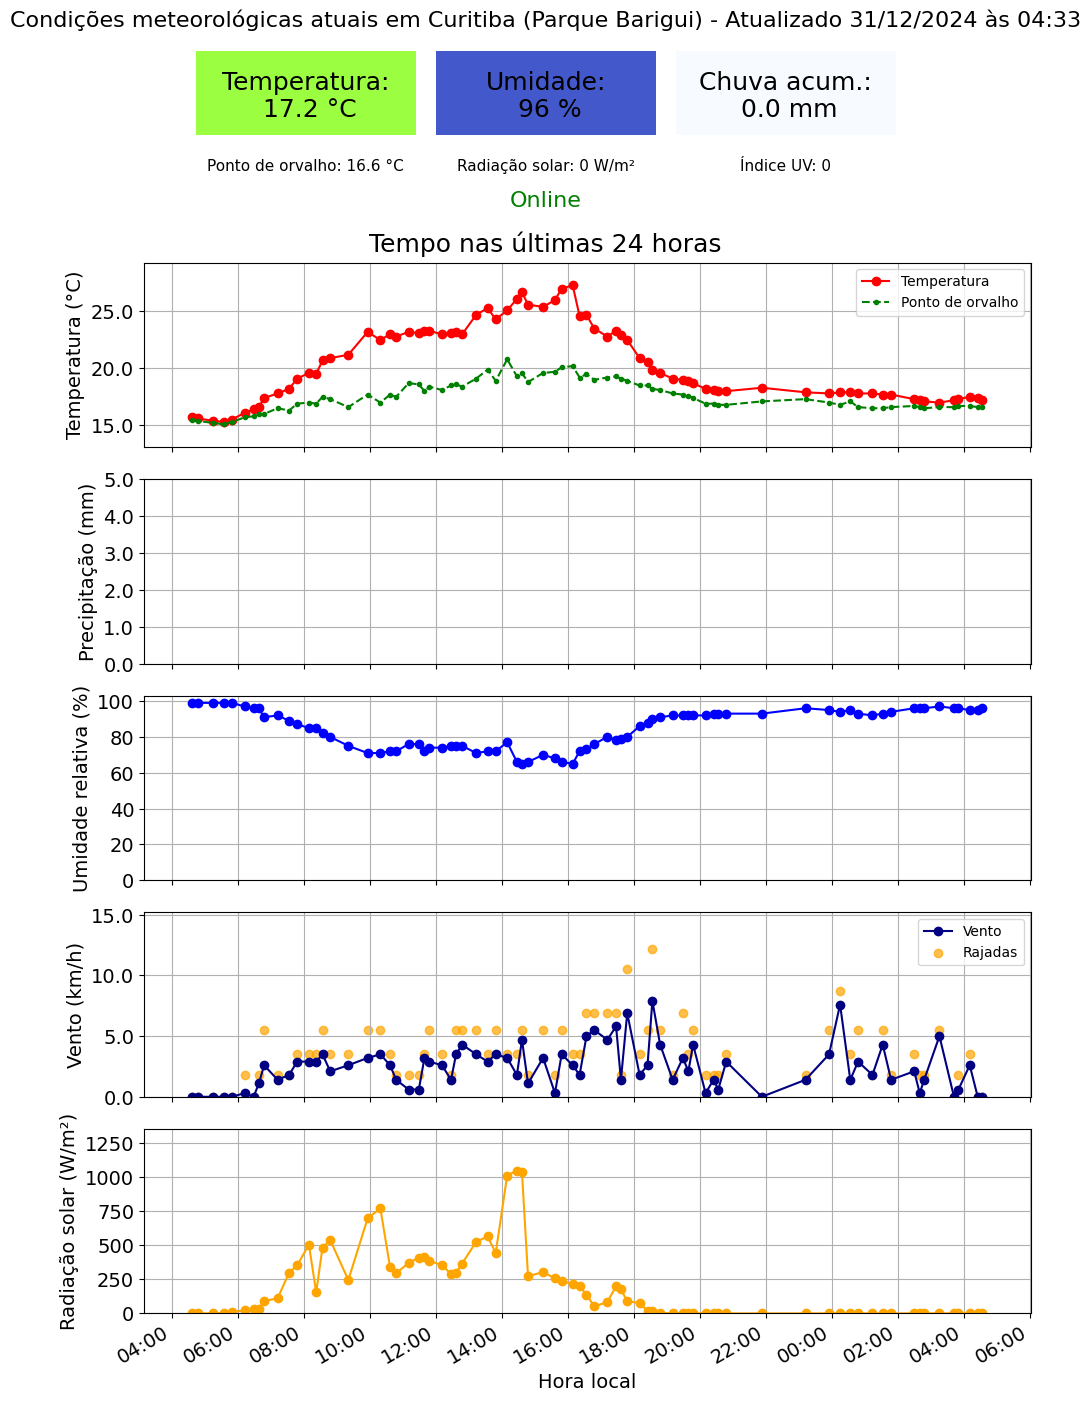 Condições meteorológicas atuais em Curitiba (Parque Barigui) - Atualizado 31/12/2024 às 04:33
Temperatura:
17.2 °C
Umidade:
96 %
Chuva acum.:
0.0 mm
Ponto de orvalho: 16.6 °C
Radiação solar: 0 W/m²
Índice UV: 0
Online
Tempo nas últimas 24 horas
Temperatura (°C)
25.0
20.0
15.0
Temperatura
Ponto de orvalho
Precipitação (mm)
5.0
4.0
3.0
2.0
1.0
0.0
Umidade relativa (%)
100
80
60
40
20
0
Vento (km/h)
15.0
10.0
5.0
0.0
Vento
Rajadas
Radiação solar (W/m²)
1250
1000
750
500
250
0
04:00
06:00
08:00
10:00
12:00
14:00
16:00
18:00
20:00
22:00
00:00
02:00
04:00
06:00
Hora local